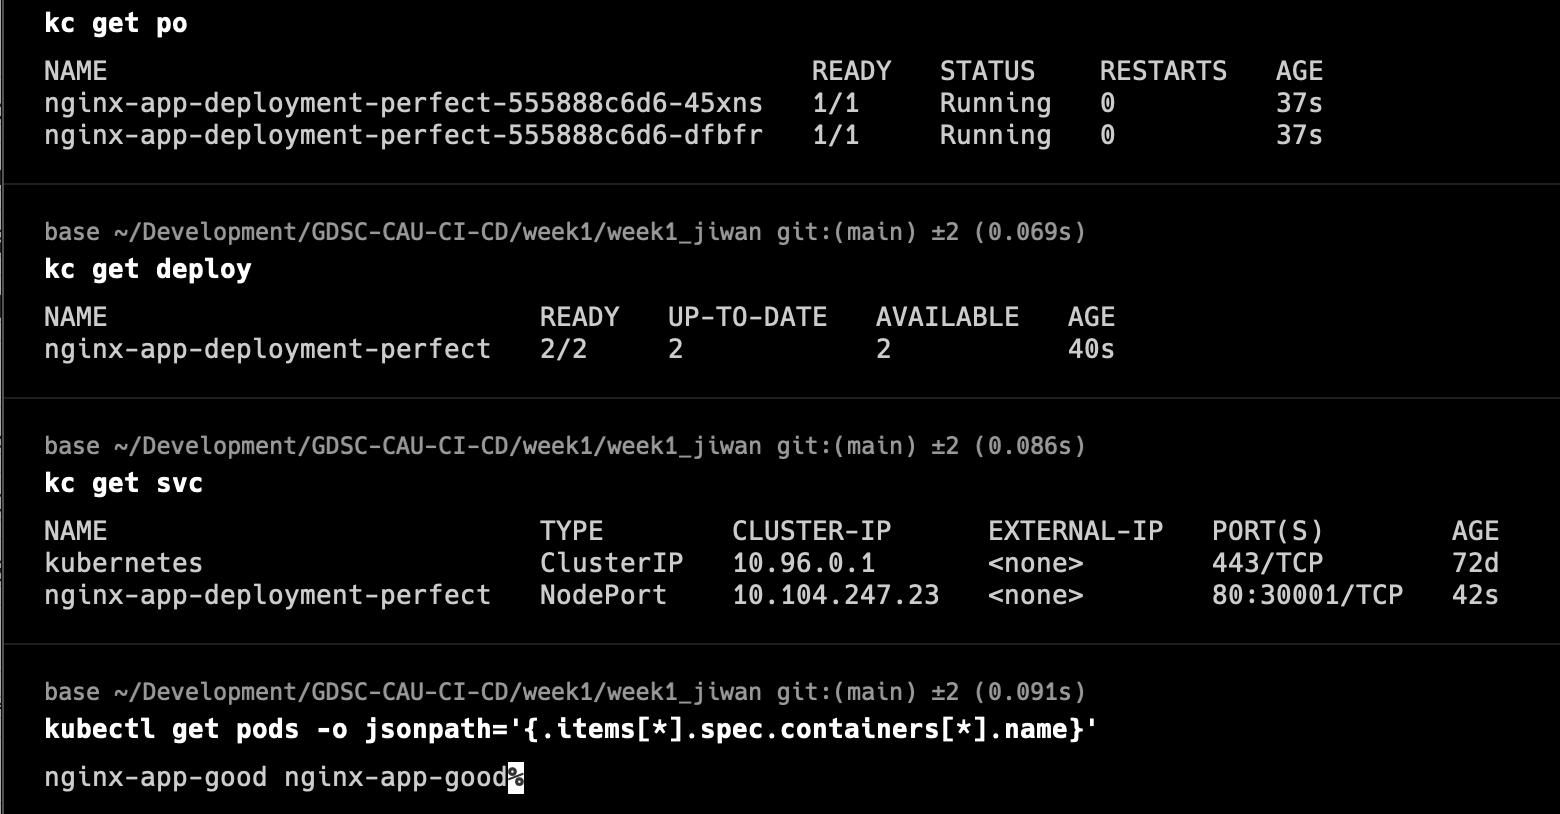 kc get po
NAME READY STATUS RESTARTS AGE
nginx-app-deployment-perfect-555888c6d6-45xns 1/1 Running 0 37s
nginx-app-deployment-perfect-555888c6d6-dfbfr 1/1 Running 0 37s
base ~/Development/GDSC-CAU-CI-CD/week1/week1_jiwan git:(main) ±2 (0.069s)
kc get deploy
NAME READY UP-TO-DATE AVAILABLE AGE
nginx-app-deployment-perfect 2/2 2 2 40s
base ~/Development/GDSC-CAU-CI-CD/week1/week1_jiwan git:(main) ±2 (0.086s)
kc get svc
NAME TYPE CLUSTER-IP EXTERNAL-IP PORT(S) AGE
kubernetes ClusterIP 10.96.0.1 <none> 443/TCP 72d
nginx-app-deployment-perfect NodePort 10.104.247.23 <none> 80:30001/TCP 42s
base ~/Development/GDSC-CAU-CI-CD/week1/week1_jiwan git:(main) ±2 (0.091s)
kubectl get pods -o jsonpath='{.items[*].spec.containers[*].name}'
nginx-app-good nginx-app-good%